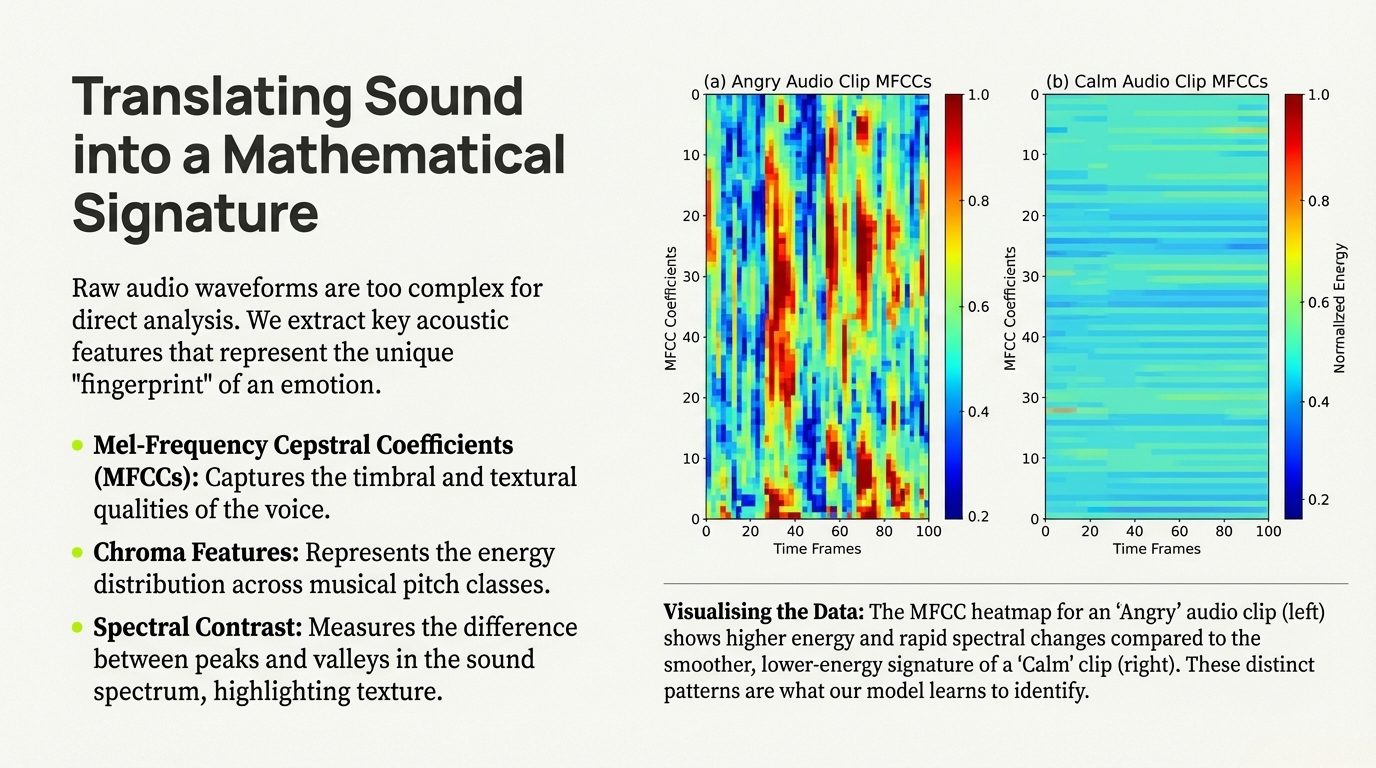 Translating Sound
into a Mathematical
Signature
Raw audio waveforms are too complex for
direct analysis. We extract key acoustic
features that represent the unique
"fingerprint" of an emotion.
Mel-Frequency Cepstral Coefficients
(MFCCs): Captures the timbral and textural
qualities of the voice.
Chroma Features: Represents the energy
distribution across musical pitch classes.
Spectral Contrast: Measures the difference
between peaks and valleys in the sound
spectrum, highlighting texture.
(a) Angry Audio Clip MFCCs
MFCC Coefficients
0
10
20
30
40
20
10
0
0 20 40 60 80 100
Time Frames
1.0
0.8
0.6
0.4
0.2
(b) Calm Audio Clip MFCCs
MFCC Coefficients
0
10
20
30
40
30
10
0
0 20 40 60 80 100
Time Frames
1.0
0.8
0.6
0.4
0.2
Normalized Energy
Visualising the Data: The MFCC heatmap for an ‘Angry’ audio clip (left)
shows higher energy and rapid spectral changes compared to the
smoother, lower-energy signature of a ‘Calm’ clip (right). These distinct
patterns are what our model learns to identify.